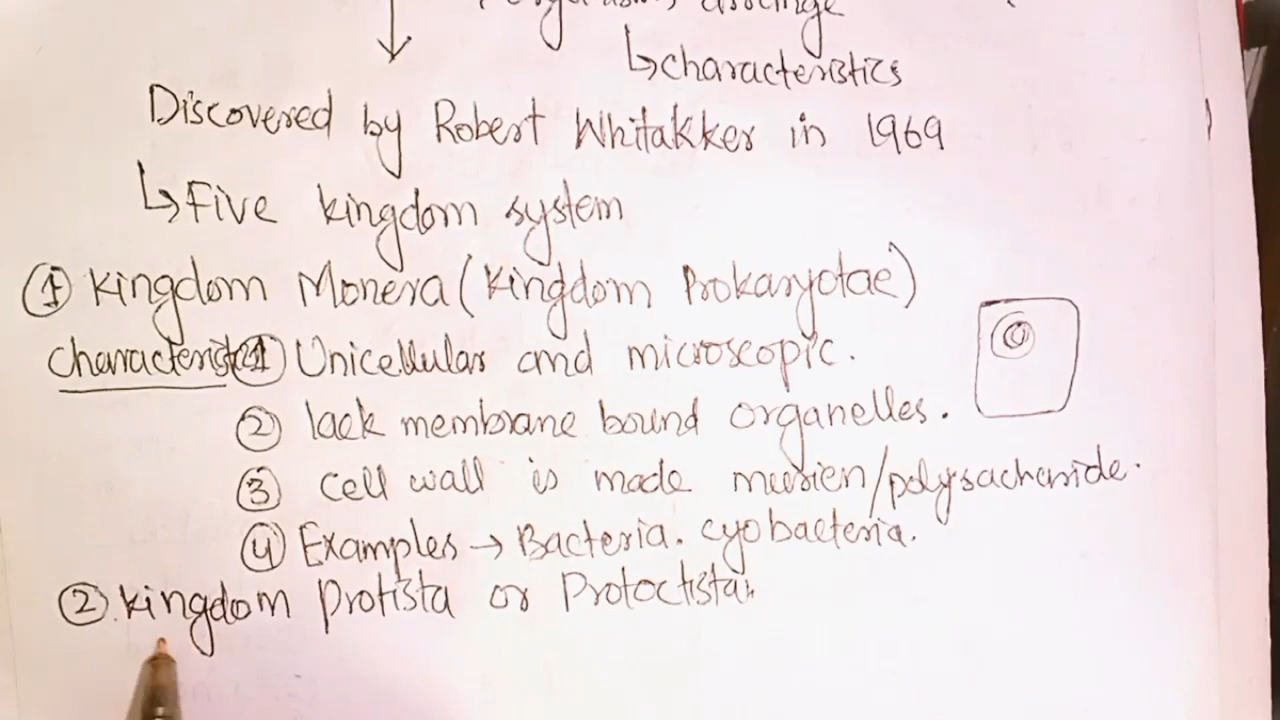 ↳characteristics
Discovered by Robert Whitakker in 1969
↳Five kingdom system
① Kingdom Monera (Kingdom Prokaryotae)
Characteristics ① Unicellular and microscopic.
② lack membrane bound organelles.
③ Cell wall is made murien/polysacharide.
④ Examples → Bacteria. cyobacteria.
②. Kingdom Protista or Protoctista.